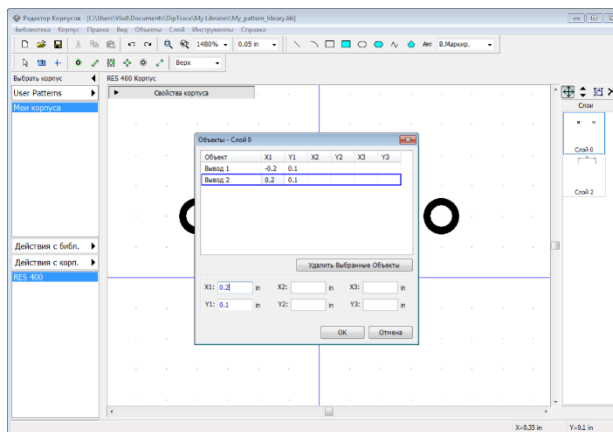 Редактор Корпусов - [C:\Users\Vlad\Documents\DipTrace\My Libraries\My_pattern_library.lib]
Библиотека Корпус Правка Вид Объекты Слой Инструменты Справка
1480% 0.05 in Abc В.Маркир.
Верх
Выбрать корпус RES 400 Корпус
User Patterns Свойства корпуса
Мои корпуса
Слои
Слой 0
Слой 2
Объекты - Слой 0
Объект X1 Y1 X2 Y2 X3 Y3
Вывод 1 -0.2 0.1
Вывод 2 0.2 0.1
Удалить Выбранные Объекты
X1: 0.2 in X2: in X3: in
Y1: 0.1 in Y2: in Y3: in
OK Отмена
Действия с библ.
Действия с корп.
RES 400
X=0.35 in Y=0.1 in